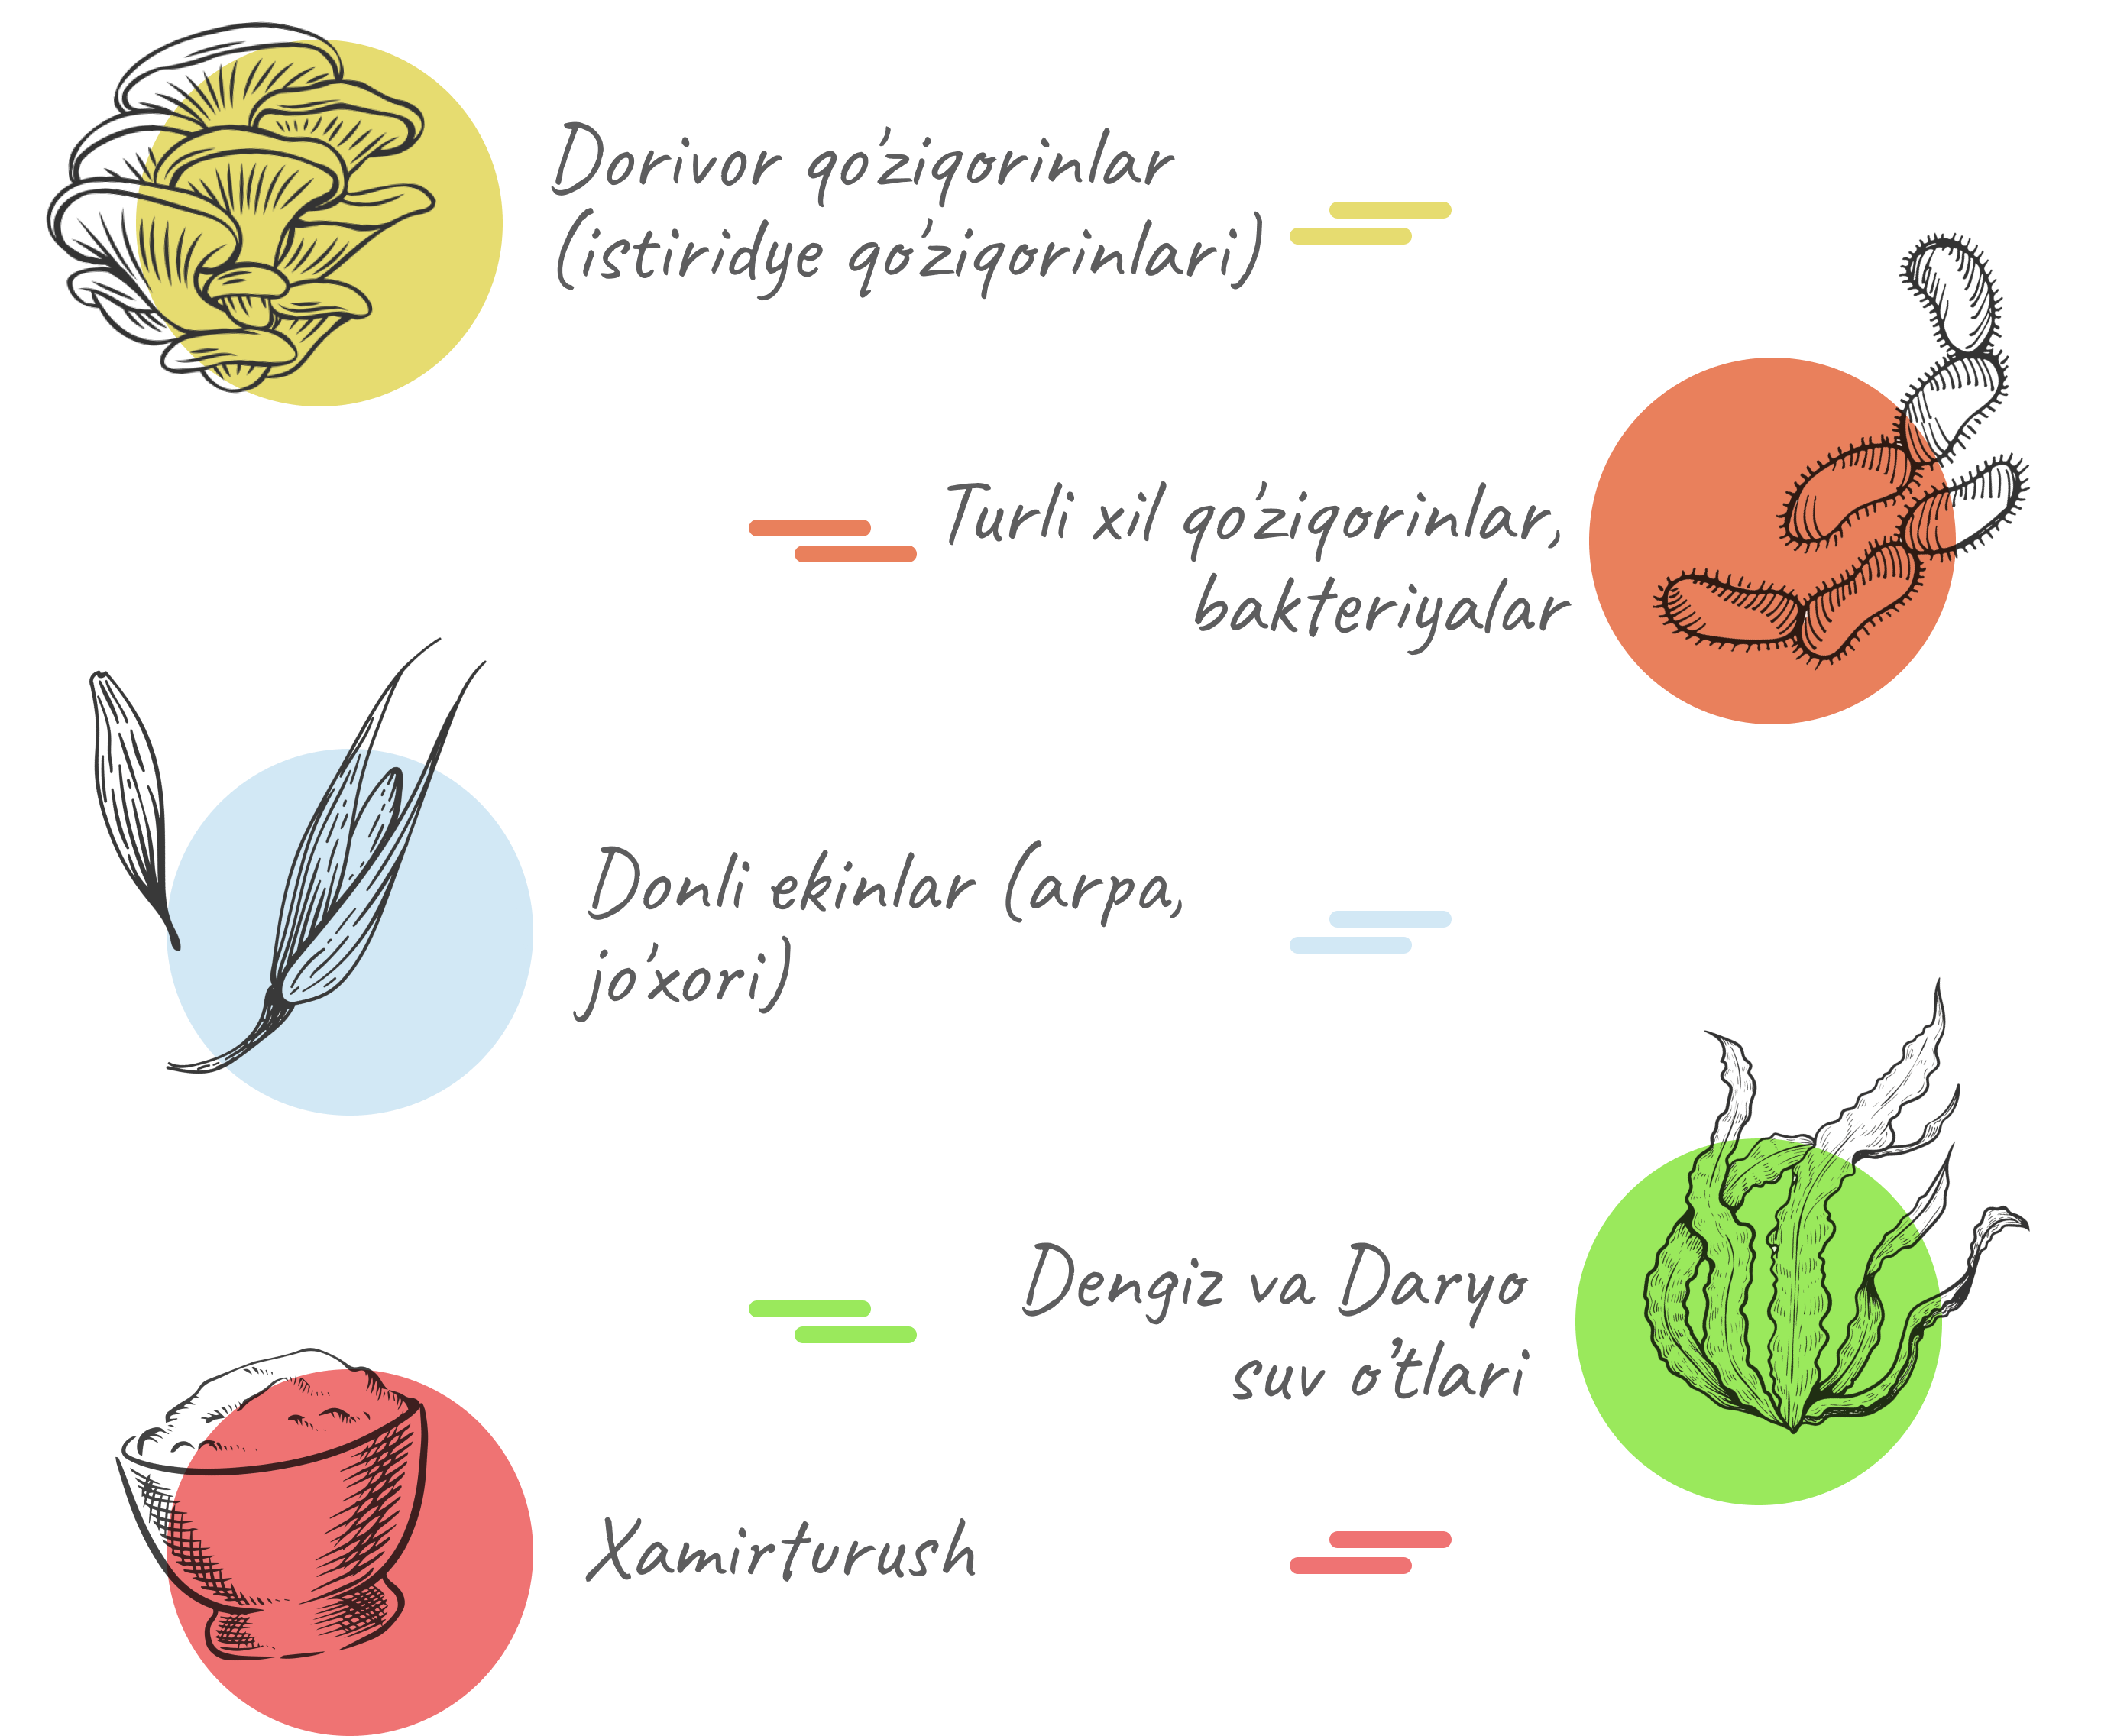 Dorivor qo'ziqorinlar
(istiridye qo'ziqorinlari)
Turli xil qo'ziqorinlar,
bakteriyalar
Donli ekinlar (arpa,
jo'xori)
Dengiz va Daryo
suv o'tlari
Xamirturush